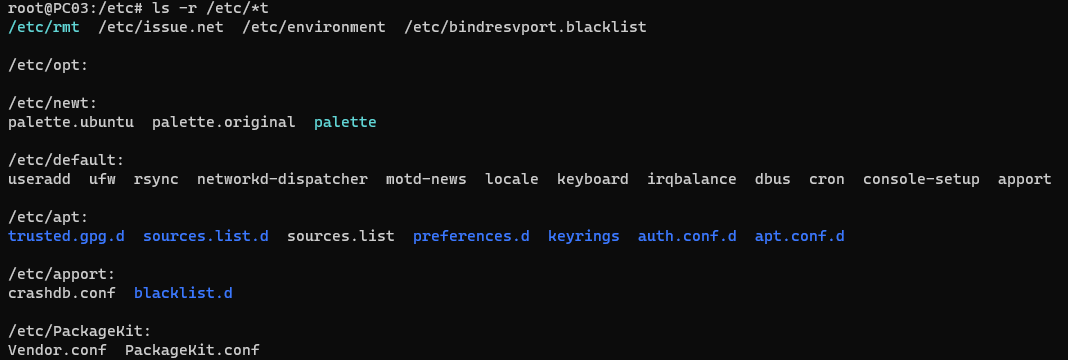 root@PC03:/etc# ls -r /etc/*t
/etc/rmt  /etc/issue.net  /etc/environment  /etc/bindresvport.blacklist
/etc/opt:
/etc/newt:
palette.ubuntu  palette.original  palette
/etc/default:
useradd  ufw  rsync  networkd-dispatcher  motd-news  locale  keyboard  irqbalance  dbus  cron  console-setup  apport
/etc/apt:
trusted.gpg.d  sources.list.d  sources.list  preferences.d  keyrings  auth.conf.d  apt.conf.d
/etc/apport:
crashdb.conf  blacklist.d
/etc/PackageKit:
Vendor.conf  PackageKit.conf